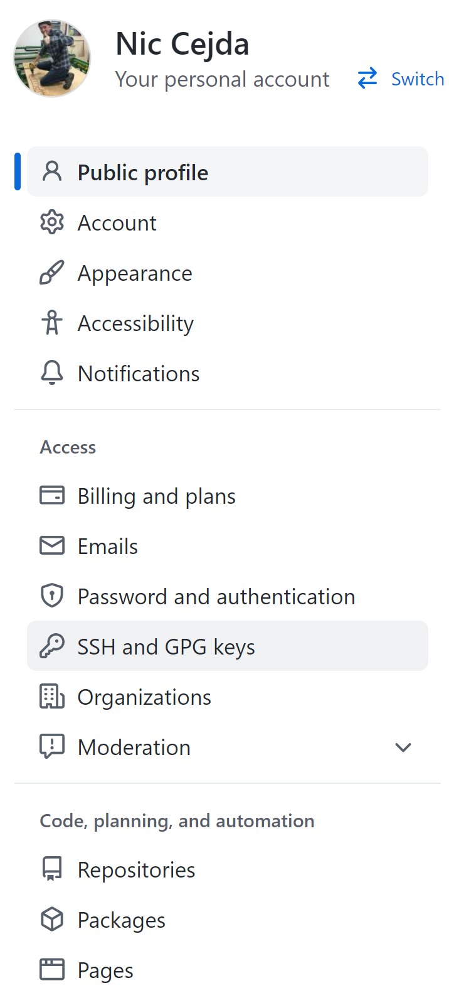 Nic Cejda
Your personal account Switch
Public profile
Account
Appearance
Accessibility
Notifications
Access
Billing and plans
Emails
Password and authentication
SSH and GPG keys
Organizations
Moderation
Code, planning, and automation
Repositories
Packages
Pages